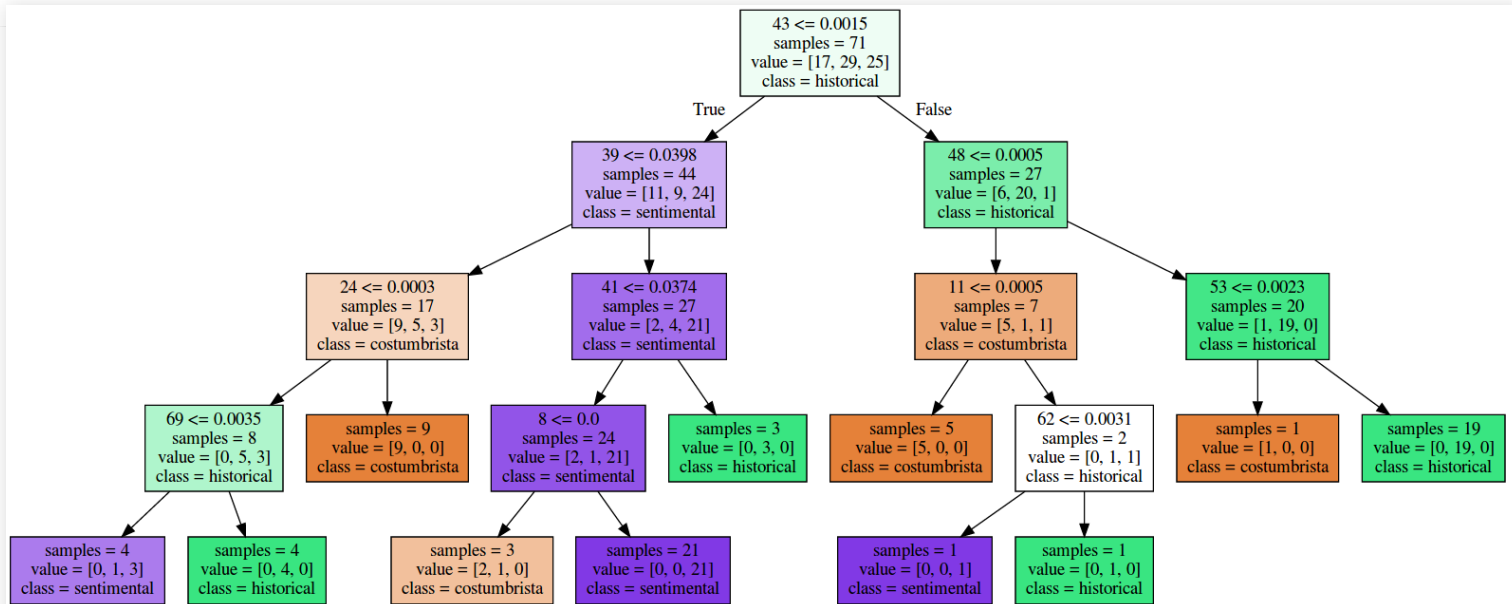 43 <= 0.0015
samples = 71
value = [17, 29, 25]
class = historical
True
False
39 <= 0.0398
samples = 44
value = [11, 9, 24]
class = sentimental
48 <= 0.0005
samples = 27
value = [6, 20, 1]
class = historical
24 <= 0.0003
samples = 17
value = [9, 5, 3]
class = costumbrista
41 <= 0.0374
samples = 27
value = [2, 4, 21]
class = sentimental
11 <= 0.0005
samples = 7
value = [5, 1, 1]
class = costumbrista
53 <= 0.0023
samples = 20
value = [1, 19, 0]
class = historical
69 <= 0.0035
samples = 8
value = [0, 5, 3]
class = historical
samples = 9
value = [9, 0, 0]
class = costumbrista
8 <= 0.0
samples = 24
value = [2, 1, 21]
class = sentimental
samples = 3
value = [0, 3, 0]
class = historical
samples = 5
value = [5, 0, 0]
class = costumbrista
62 <= 0.0031
samples = 2
value = [0, 1, 1]
class = historical
samples = 1
value = [1, 0, 0]
class = costumbrista
samples = 19
value = [0, 19, 0]
class = historical
samples = 4
value = [0, 1, 3]
class = sentimental
samples = 4
value = [0, 4, 0]
class = historical
samples = 3
value = [2, 1, 0]
class = costumbrista
samples = 21
value = [0, 0, 21]
class = sentimental
samples = 1
value = [0, 0, 1]
class = sentimental
samples = 1
value = [0, 1, 0]
class = historical